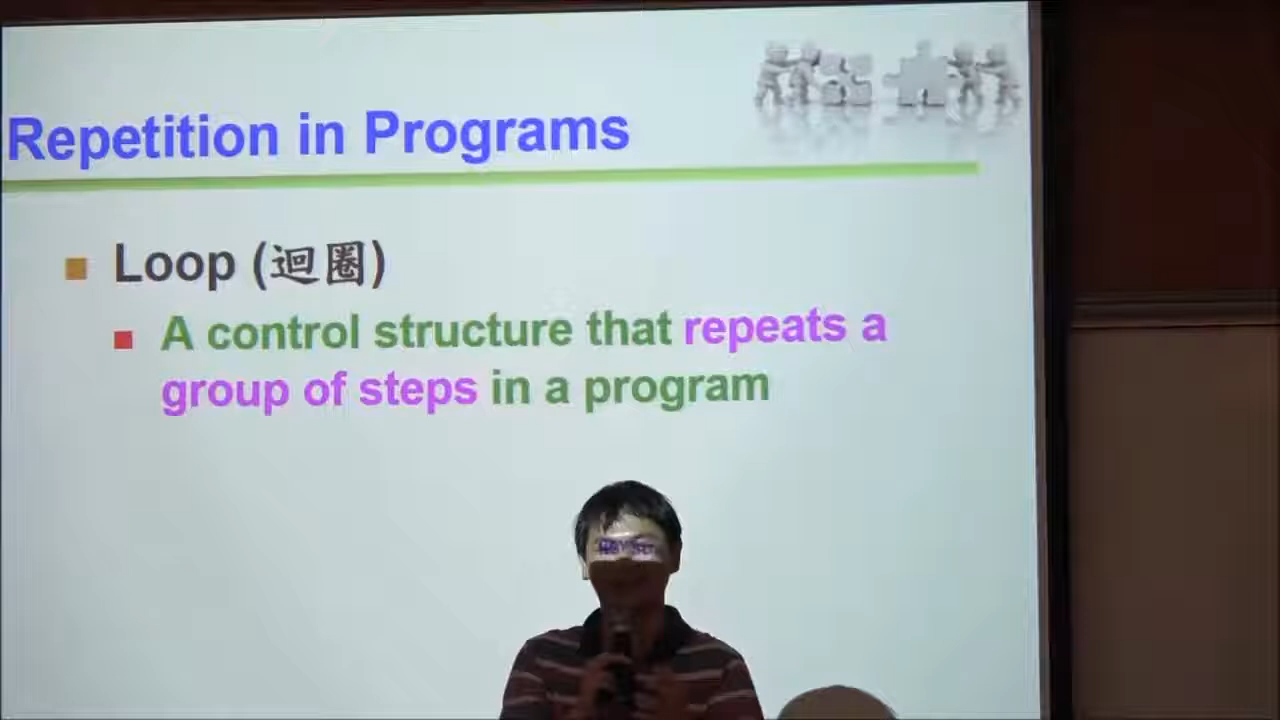 Repetition in Programs
Loop (迴圈)
A control structure that repeats a
group of steps in a program